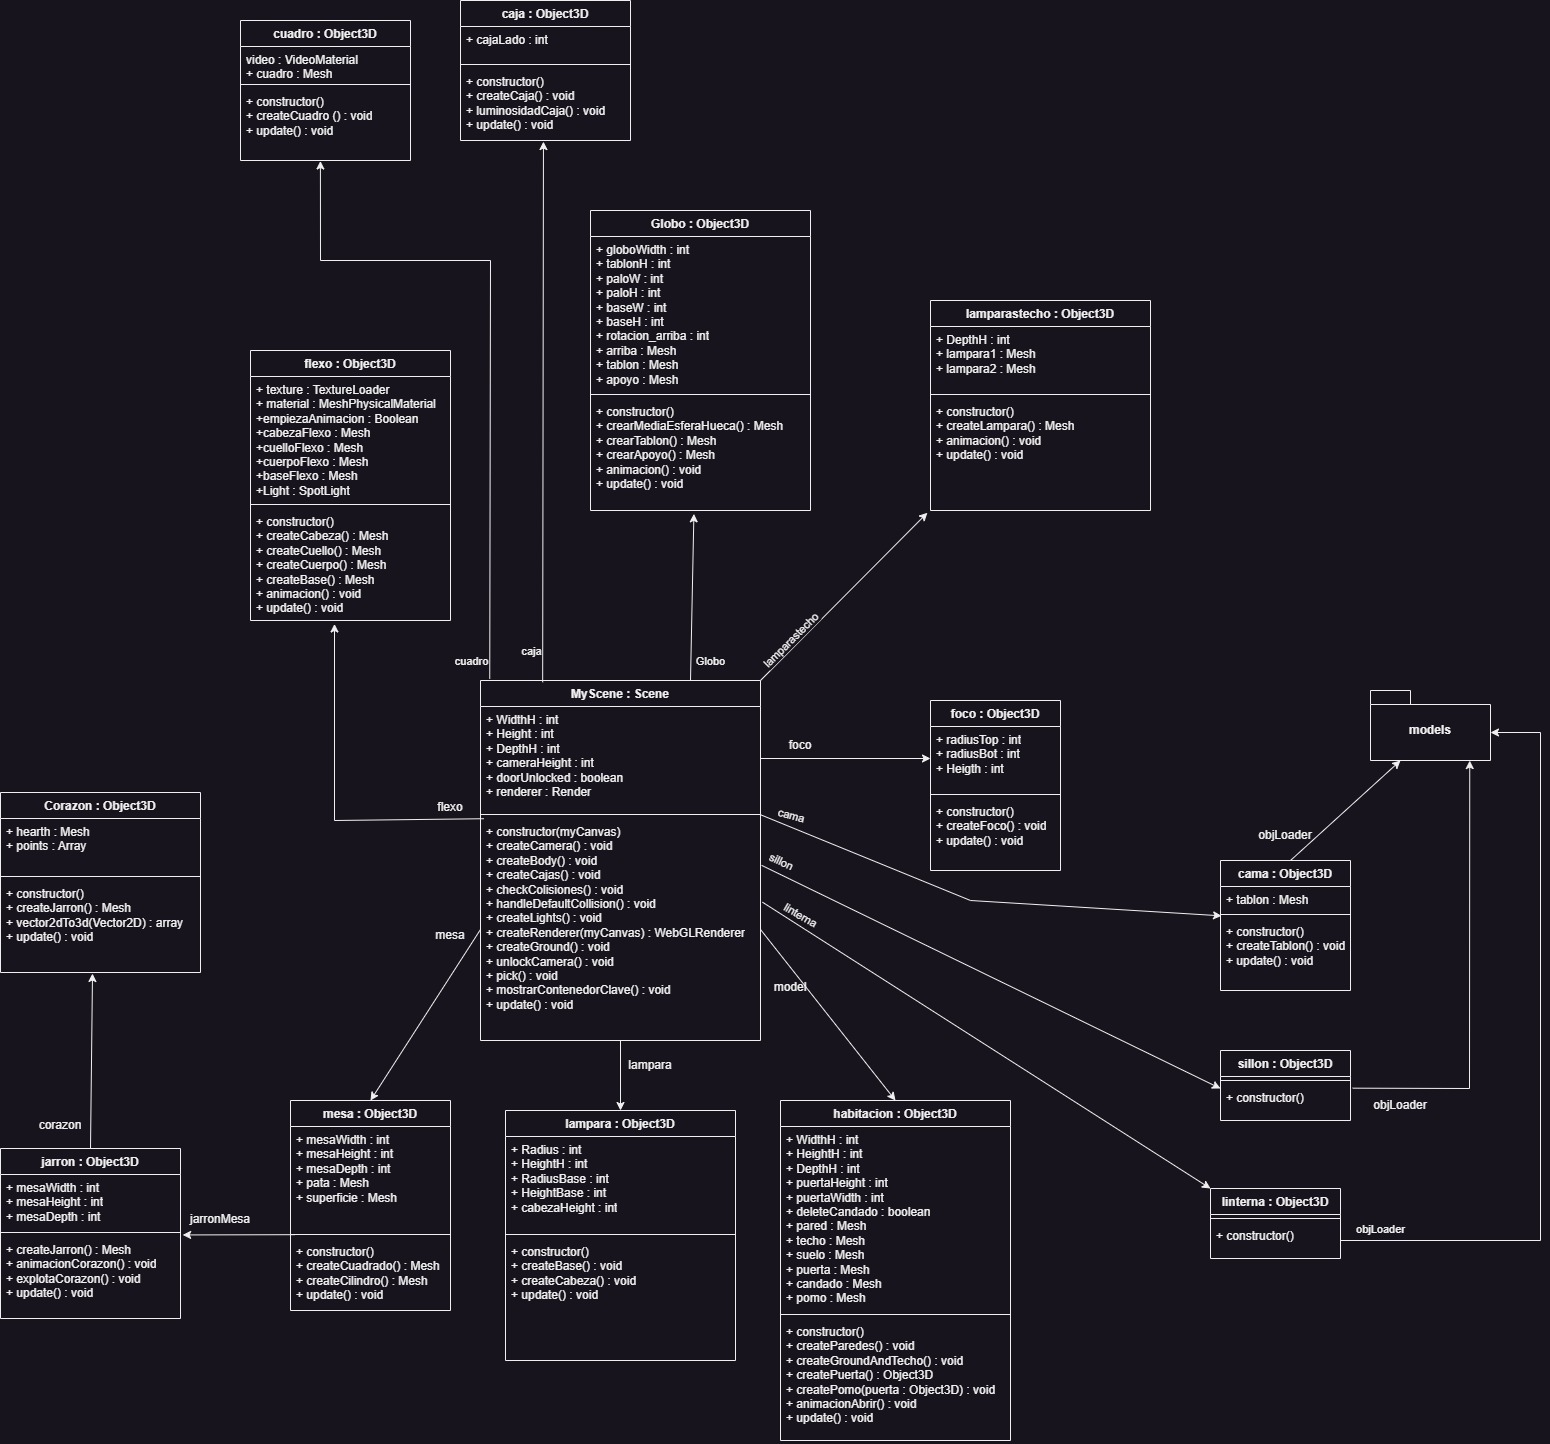 caja : Object3D
+ cajaLado : int
+ constructor()
+ createCaja() : void
+ luminosidadCaja() : void
+ update() : void
cuadro : Object3D
video : VideoMaterial
+ cuadro : Mesh
+ constructor()
+ createCuadro () : void
+ update() : void
Globo : Object3D
+ globoWidth : int
+ tablonH : int
+ paloW : int
+ paloH : int
+ baseW : int
+ baseH : int
+ rotacion_arriba : int
+ arriba : Mesh
+ tablon : Mesh
+ apoyo : Mesh
+ constructor()
+ crearMediaEsferaHueca() : Mesh
+ crearTablon() : Mesh
+ crearApoyo() : Mesh
+ animacion() : void
+ update() : void
lamparastecho : Object3D
+ DepthH : int
+ lampara1 : Mesh
+ lampara2 : Mesh
+ constructor()
+ createLampara() : Mesh
+ animacion() : void
+ update() : void
flexo : Object3D
+ texture : TextureLoader
+ material : MeshPhysicalMaterial
+empiezaAnimacion : Boolean
+cabezaFlexo : Mesh
+cuelloFlexo : Mesh
+cuerpoFlexo : Mesh
+baseFlexo : Mesh
+Light : SpotLight
+ constructor()
+ createCabeza() : Mesh
+ createCuello() : Mesh
+ createCuerpo() : Mesh
+ createBase() : Mesh
+ animacion() : void
+ update() : void
cuadro
caja
Globo
lamparastecho
MyScene : Scene
+ WidthH : int
+ Height : int
+ DepthH : int
+ cameraHeight : int
+ doorUnlocked : boolean
+ renderer : Render
+ constructor(myCanvas)
+ createCamera() : void
+ createBody() : void
+ createCajas() : void
+ checkColisiones() : void
+ handleDefaultCollision() : void
+ createLights() : void
+ createRenderer(myCanvas) : WebGLRenderer
+ createGround() : void
+ unlockCamera() : void
+ pick() : void
+ mostrarContenedorClave() : void
+ update() : void
foco
foco : Object3D
+ radiusTop : int
+ radiusBot : int
+ Heigth : int
+ constructor()
+ createFoco() : void
+ update() : void
models
flexo
cama
sillon
linterna
model
mesa
lampara
objLoader
cama : Object3D
+ tablon : Mesh
+ constructor()
+ createTablon() : void
+ update() : void
Corazon : Object3D
+ hearth : Mesh
+ points : Array
+ constructor()
+ createJarron() : Mesh
+ vector2dTo3d(Vector2D) : array
+ update() : void
corazon
sillon : Object3D
+ constructor()
objLoader
linterna : Object3D
+ constructor()
objLoader
jarron : Object3D
+ mesaWidth : int
+ mesaHeight : int
+ mesaDepth : int
+ createJarron() : Mesh
+ animacionCorazon() : void
+ explotaCorazon() : void
+ update() : void
jarronMesa
mesa : Object3D
+ mesaWidth : int
+ mesaHeight : int
+ mesaDepth : int
+ pata : Mesh
+ superficie : Mesh
+ constructor()
+ createCuadrado() : Mesh
+ createCilindro() : Mesh
+ update() : void
lampara : Object3D
+ Radius : int
+ HeightH : int
+ RadiusBase : int
+ HeightBase : int
+ cabezaHeight : int
+ constructor()
+ createBase() : void
+ createCabeza() : void
+ update() : void
habitacion : Object3D
+ WidthH : int
+ HeightH : int
+ DepthH : int
+ puertaHeight : int
+ puertaWidth : int
+ deleteCandado : boolean
+ pared : Mesh
+ techo : Mesh
+ suelo : Mesh
+ puerta : Mesh
+ candado : Mesh
+ pomo : Mesh
+ constructor()
+ createParedes() : void
+ createGroundAndTecho() : void
+ createPuerta() : Object3D
+ createPomo(puerta : Object3D) : void
+ animacionAbrir() : void
+ update() : void